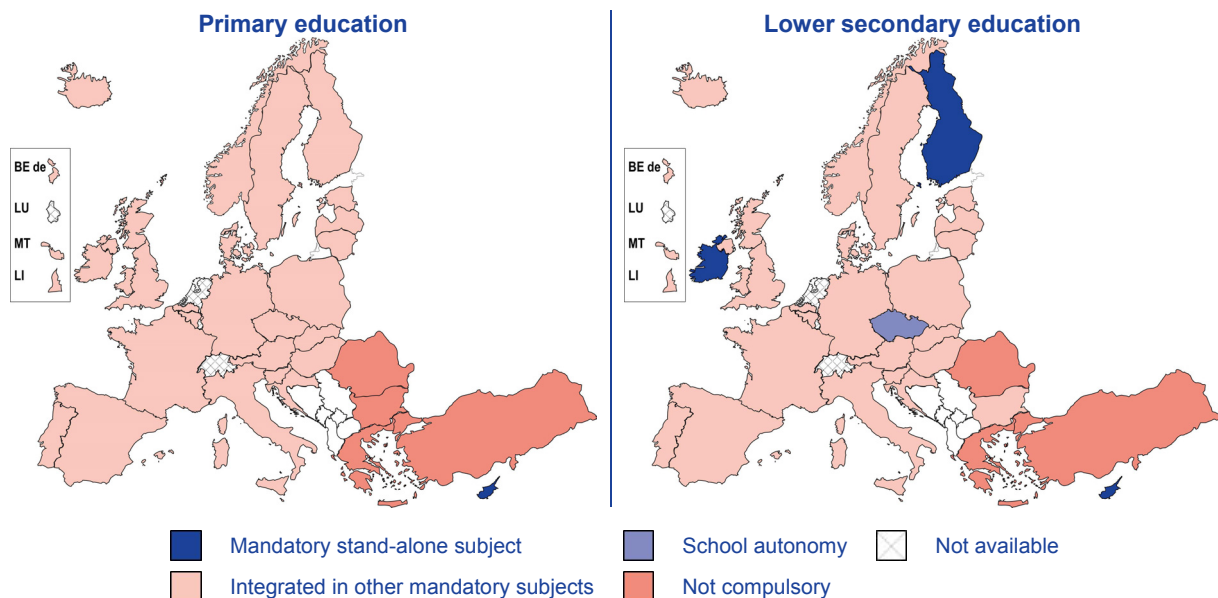 Primary education
Lower secondary education
BE de
LU
MT
LI
BE de
LU
MT
LI
Mandatory stand-alone subject
School autonomy
Not available
Integrated in other mandatory subjects
Not compulsory